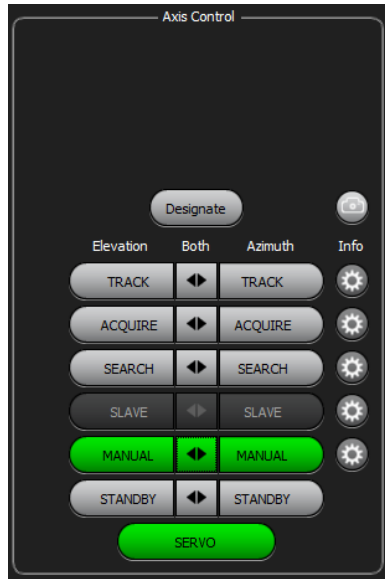 Axis Control
Designate
Elevation Both Azimuth Info
TRACK TRACK
ACQUIRE ACQUIRE
SEARCH SEARCH
SLAVE SLAVE
MANUAL MANUAL
STANDBY STANDBY
SERVO